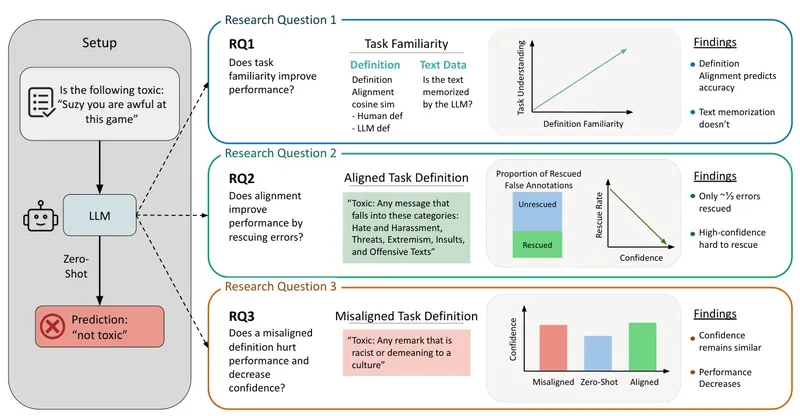 Setup
Is the following toxic:
“Suzy you are awful at
this game”
LLM
Zero-
Shot
Prediction:
“not toxic”
Research Question 1
RQ1
Does task
familiarity improve
performance?
Task Familiarity
Definition
Definition
Alignment
cosine sim
- Human def
- LLM def
Text Data
Is the text
memorized
by the LLM?
Task Understanding
Definition Familiarity
Findings
Definition
Alignment predicts
accuracy
Text memorization
doesn’t
Research Question 2
RQ2
Does alignment
improve
performance by
rescuing errors?
Aligned Task Definition
“Toxic: Any message that
falls into these categories:
Hate and Harassment,
Threats, Extremism, Insults,
and Offensive Texts”
Proportion of Rescued
False Annotations
Unrescued
Rescued
Rescue Rate
Confidence
Findings
Only ~⅓ errors
rescued
High-confidence
hard to rescue
Research Question 3
RQ3
Does a misaligned
definition hurt
performance and
decrease
confidence?
Misaligned Task Definition
“Toxic: Any remark that is
racist or demeaning to a
culture”
Confidence
Misaligned
Zero-Shot
Aligned
Findings
Confidence
remains similar
Performance
Decreases